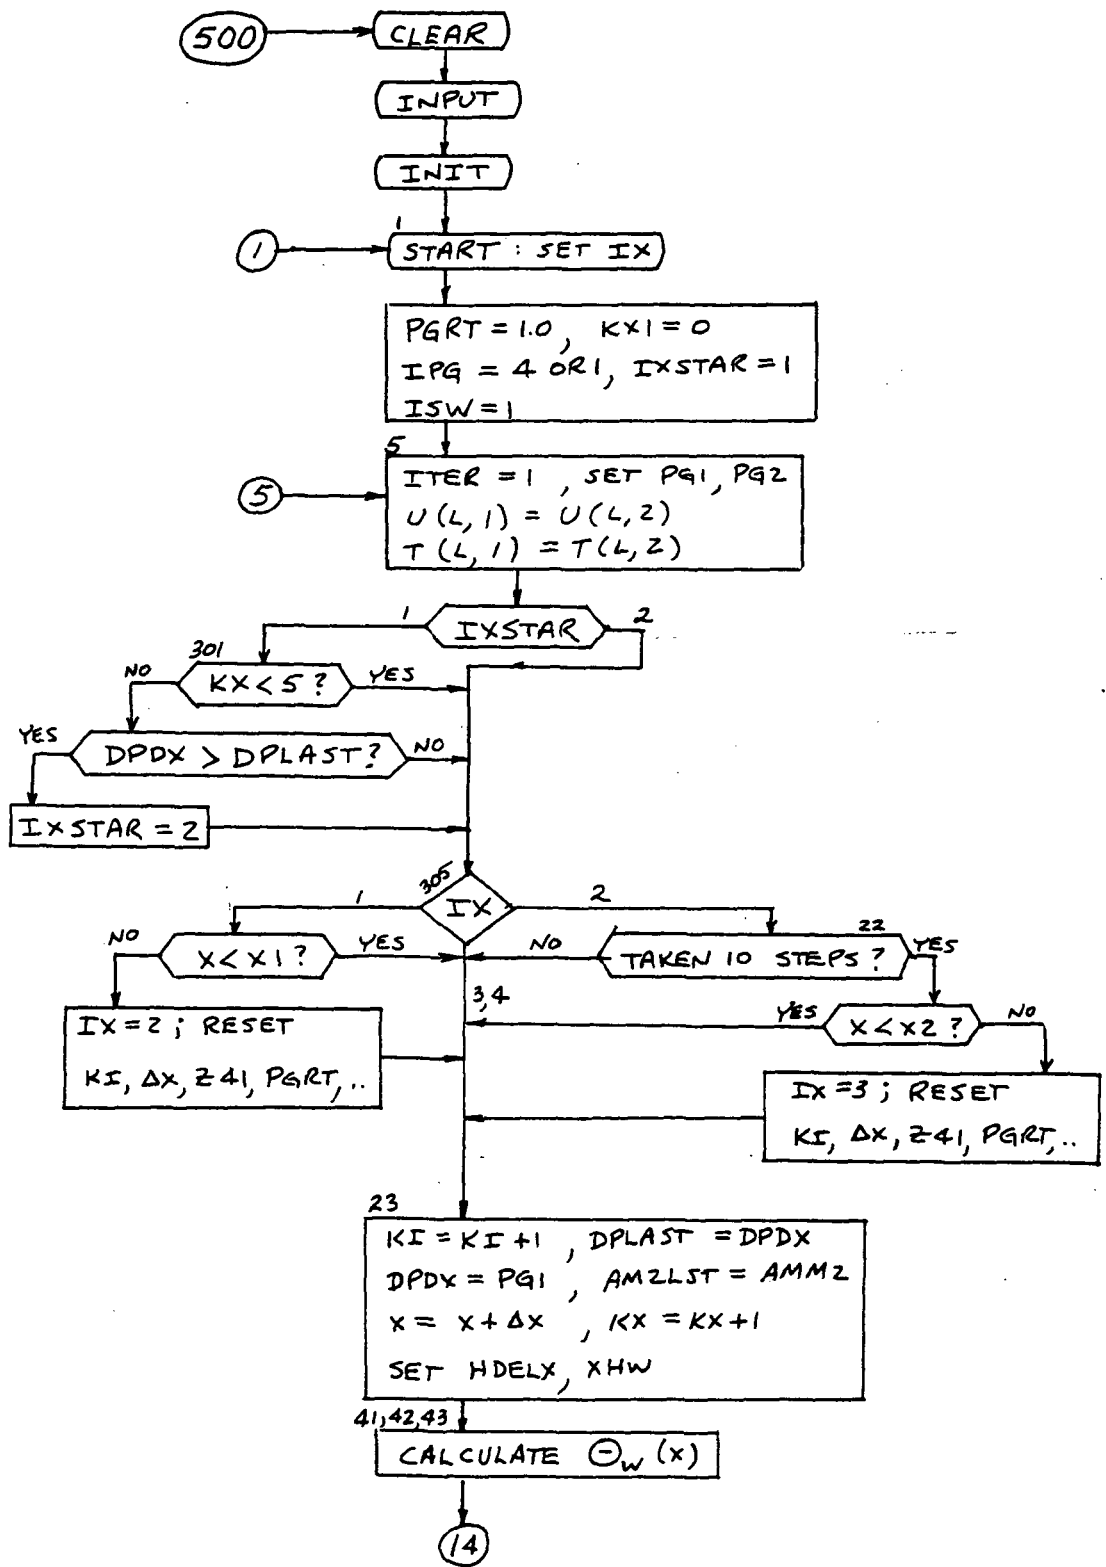 500
CLEAR
INPUT
INIT
1
1
START : SET IX
PGRT = 1.0, KX1 = 0
IPG = 4 OR 1, IXSTAR = 1
ISW = 1
5
5
ITER = 1 , SET PG1, PG2
U(L, 1) = U(L, 2)
T(L, 1) = T(L, 2)
1
IXSTAR
2
301
NO
KX < 5 ?
YES
YES
DPDX > DPLAST?
NO
IXSTAR = 2
305
1
IX
2
NO
X < X1 ?
YES
NO
22
TAKEN 10 STEPS ?
YES
3,4
YES
X < X2 ?
NO
IX = 2 ; RESET
KI, ΔX, Z41, PGRT, ..
IX = 3 ; RESET
KI, ΔX, Z41, PGRT, ..
23
KI = KI + 1 , DPLAST = DPDX
DPDX = PG1 , AM2LST = AMM2
X = X + ΔX , KX = KX + 1
SET HDELX, XHW
41,42,43
CALCULATE Θw (X)
14